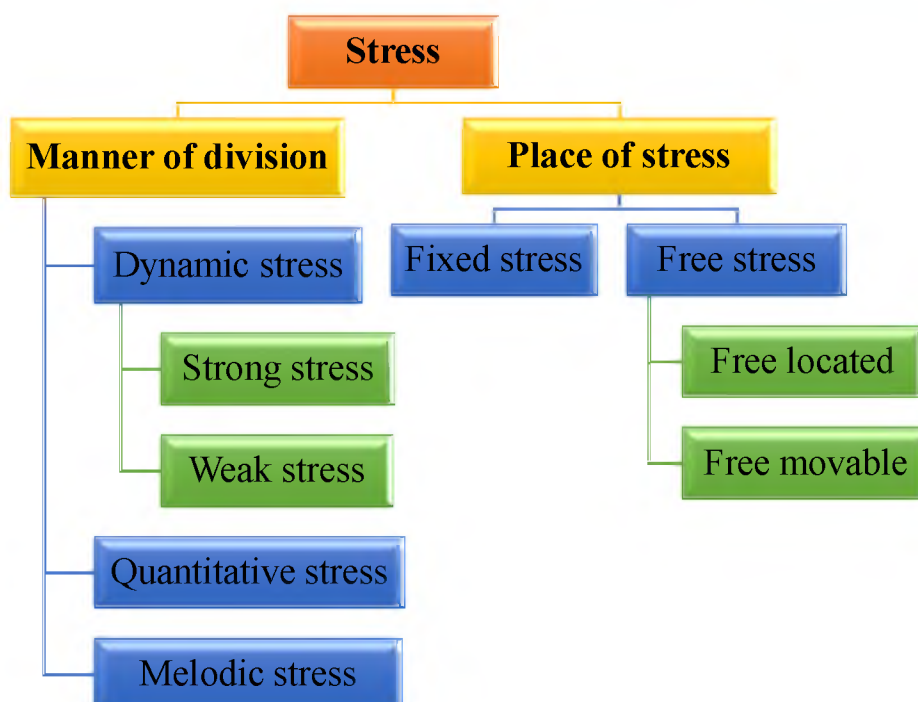 Stress
Manner of division
Place of stress
Dynamic stress
Fixed stress
Free stress
Strong stress
Free located
Weak stress
Free movable
Quantitative stress
Melodic stress